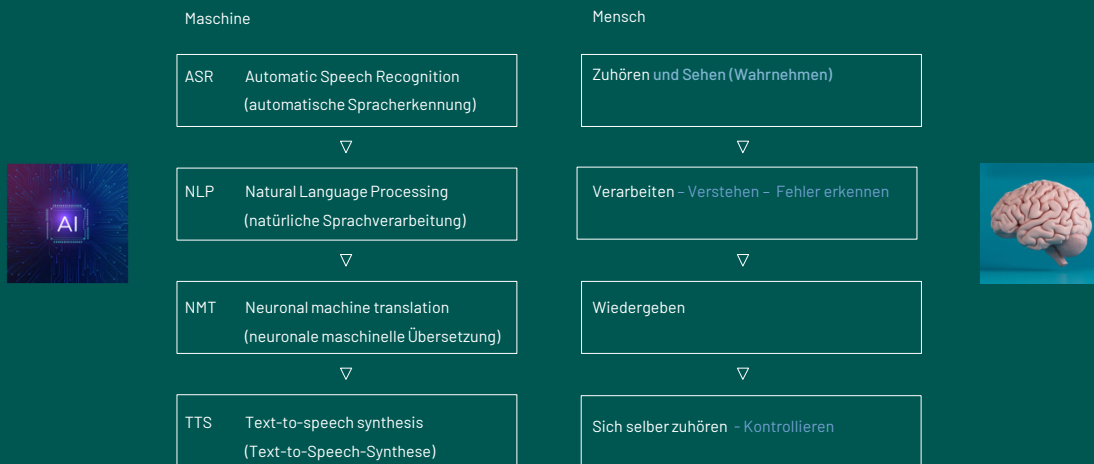 Maschine
ASR Automatic Speech Recognition
(automatische Spracherkennung)
NLP Natural Language Processing
(natürliche Sprachverarbeitung)
NMT Neuronal machine translation
(neuronale maschinelle Übersetzung)
TTS Text-to-speech synthesis
(Text-to-Speech-Synthese)
AI
Mensch
Zuhören und Sehen (Wahrnehmen)
Verarbeiten – Verstehen – Fehler erkennen
Wiedergeben
Sich selber zuhören - Kontrollieren